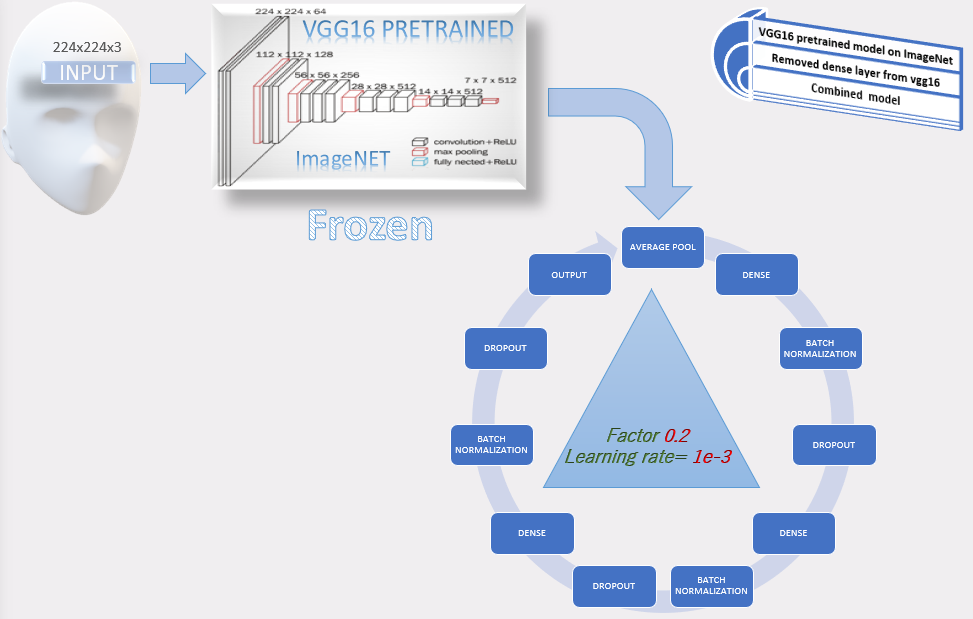 224x224x3
INPUT
224 x 224 x 64
VGG16 PRETRAINED
112 x 112 x 128
56 x 56 x 256
28 x 28 x 512
14 x 14 x 512
7 x 7 x 512
convolution+ReLU
max pooling
fully nected+ReLU
ImageNET
Frozen
VGG16 pretrained model on ImageNet
Removed dense layer from vgg16
Combined model
AVERAGE POOL
DENSE
BATCH
NORMALIZATION
DROPOUT
DENSE
BATCH
NORMALIZATION
DROPOUT
DENSE
BATCH
NORMALIZATION
DROPOUT
OUTPUT
Factor 0.2
Learning rate= 1e-3